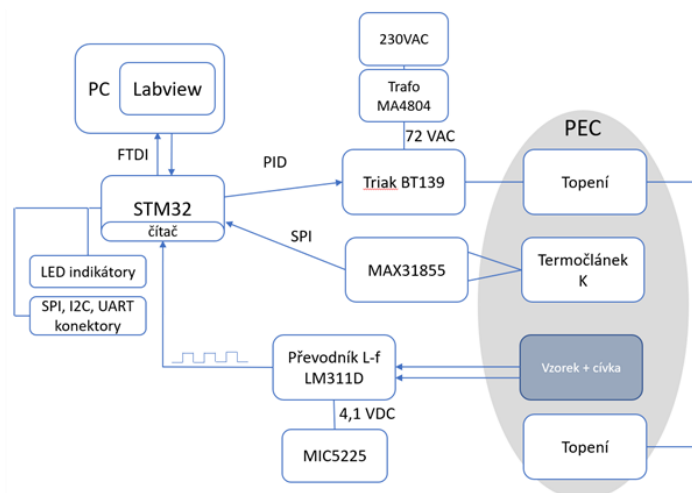 230VAC
PC
Labview
Trafo
MA4804
PEC
FTDI
PID
72 VAC
Triak BT139
Topení
STM32
čítač
SPI
MAX31855
Termočlánek
K
LED indikátory
SPI, I2C, UART
konektory
Převodník L-f
LM311D
Vzorek + cívka
4,1 VDC
MIC5225
Topení